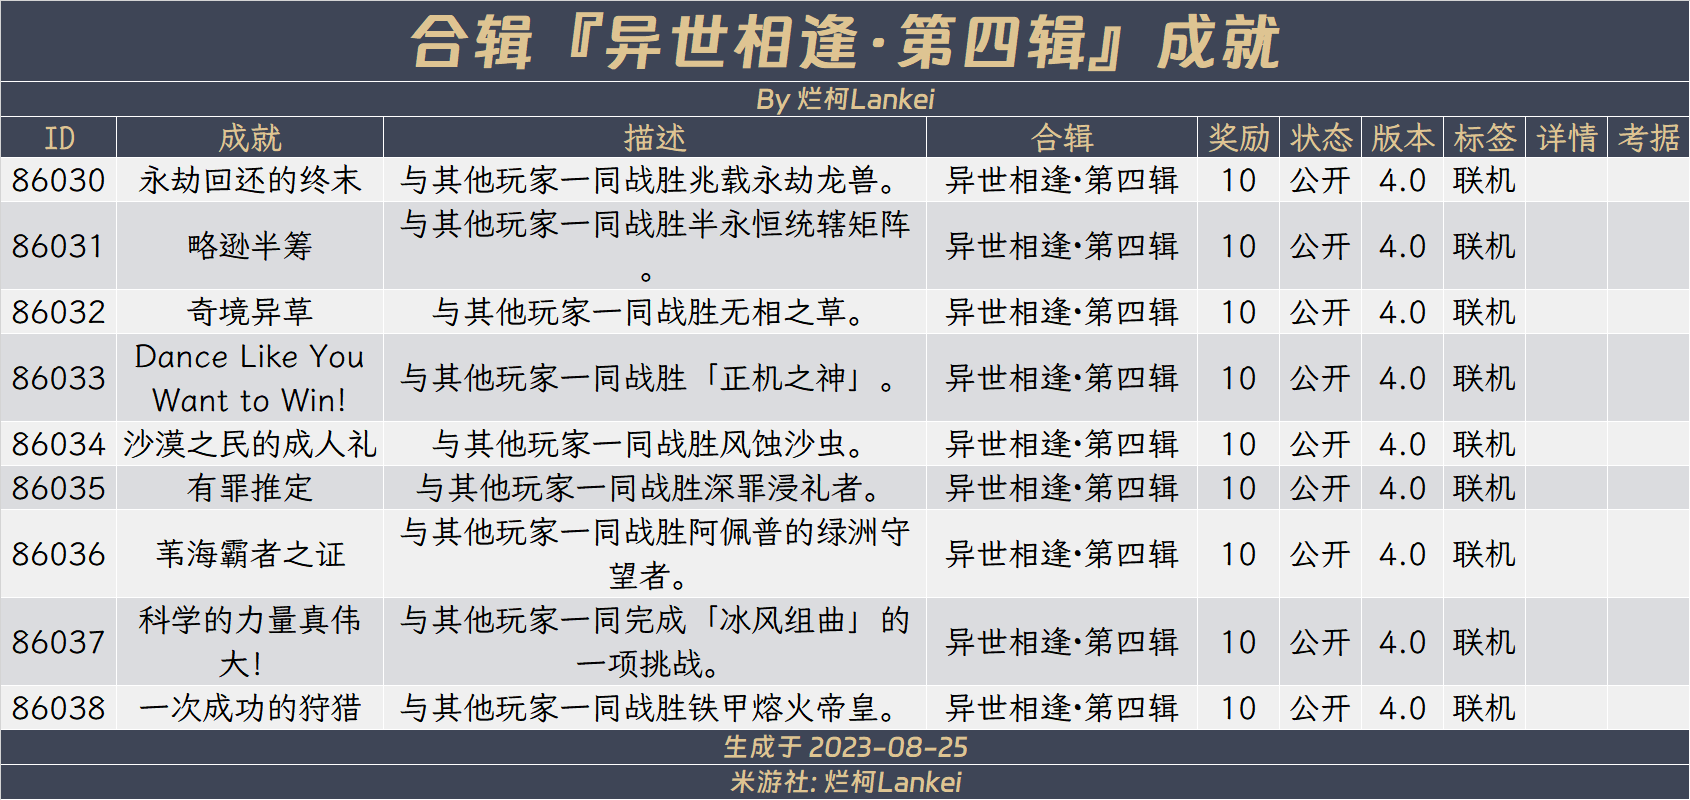 合辑『异世相逢·第四辑』成就
By 烂柯Lankei
ID 成就 描述 合辑 奖励 状态 版本 标签 详情 考据
86030 永劫回还的终末 与其他玩家一同战胜兆载永劫龙兽。 异世相逢·第四辑 10 公开 4.0 联机
86031 略逊半筹 与其他玩家一同战胜半永恒统辖矩阵
。 异世相逢·第四辑 10 公开 4.0 联机
86032 奇境异草 与其他玩家一同战胜无相之草。 异世相逢·第四辑 10 公开 4.0 联机
86033 Dance Like You
Want to Win! 与其他玩家一同战胜「正机之神」。 异世相逢·第四辑 10 公开 4.0 联机
86034 沙漠之民的成人礼 与其他玩家一同战胜风蚀沙虫。 异世相逢·第四辑 10 公开 4.0 联机
86035 有罪推定 与其他玩家一同战胜深罪浸礼者。 异世相逢·第四辑 10 公开 4.0 联机
86036 苇海霸者之证 与其他玩家一同战胜阿佩普的绿洲守
望者。 异世相逢·第四辑 10 公开 4.0 联机
86037 科学的力量真伟
大! 与其他玩家一同完成「冰风组曲」的
一项挑战。 异世相逢·第四辑 10 公开 4.0 联机
86038 一次成功的狩猎 与其他玩家一同战胜铁甲熔火帝皇。 异世相逢·第四辑 10 公开 4.0 联机
生成于 2023-08-25
米游社: 烂柯Lankei